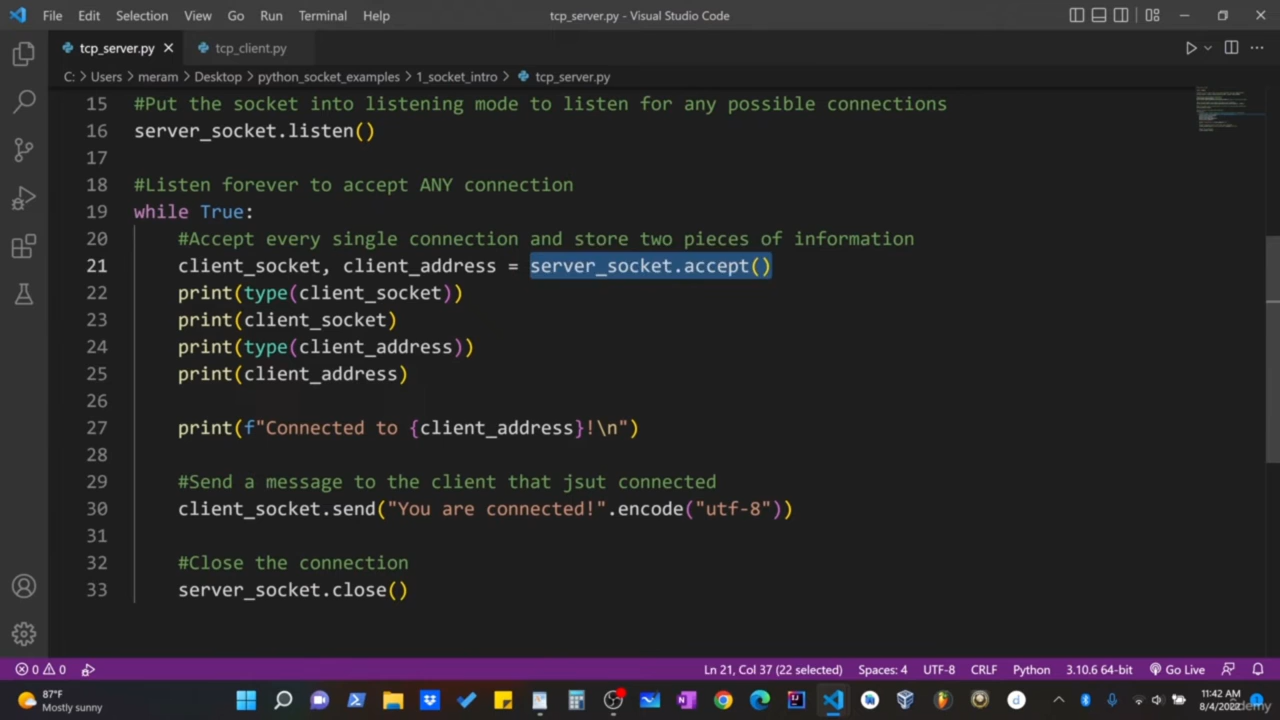 File Edit Selection View Go Run Terminal Help tcp_server.py - Visual Studio Code
tcp_server.py tcp_client.py
C: > Users > meram > Desktop > python_socket_examples > 1_socket_intro > tcp_server.py
15 #Put the socket into listening mode to listen for any possible connections
16 server_socket.listen()
17
18 #Listen forever to accept ANY connection
19 while True:
20 #Accept every single connection and store two pieces of information
21 client_socket, client_address = server_socket.accept()
22 print(type(client_socket))
23 print(client_socket)
24 print(type(client_address))
25 print(client_address)
26
27 print(f"Connected to {client_address}!\n")
28
29 #Send a message to the client that jsut connected
30 client_socket.send("You are connected!".encode("utf-8"))
31
32 #Close the connection
33 server_socket.close()
0 0 Ln 21, Col 37 (22 selected) Spaces: 4 UTF-8 CRLF Python 3.10.6 64-bit Go Live
87°F 11:42 AM
Mostly sunny 8/4/2022